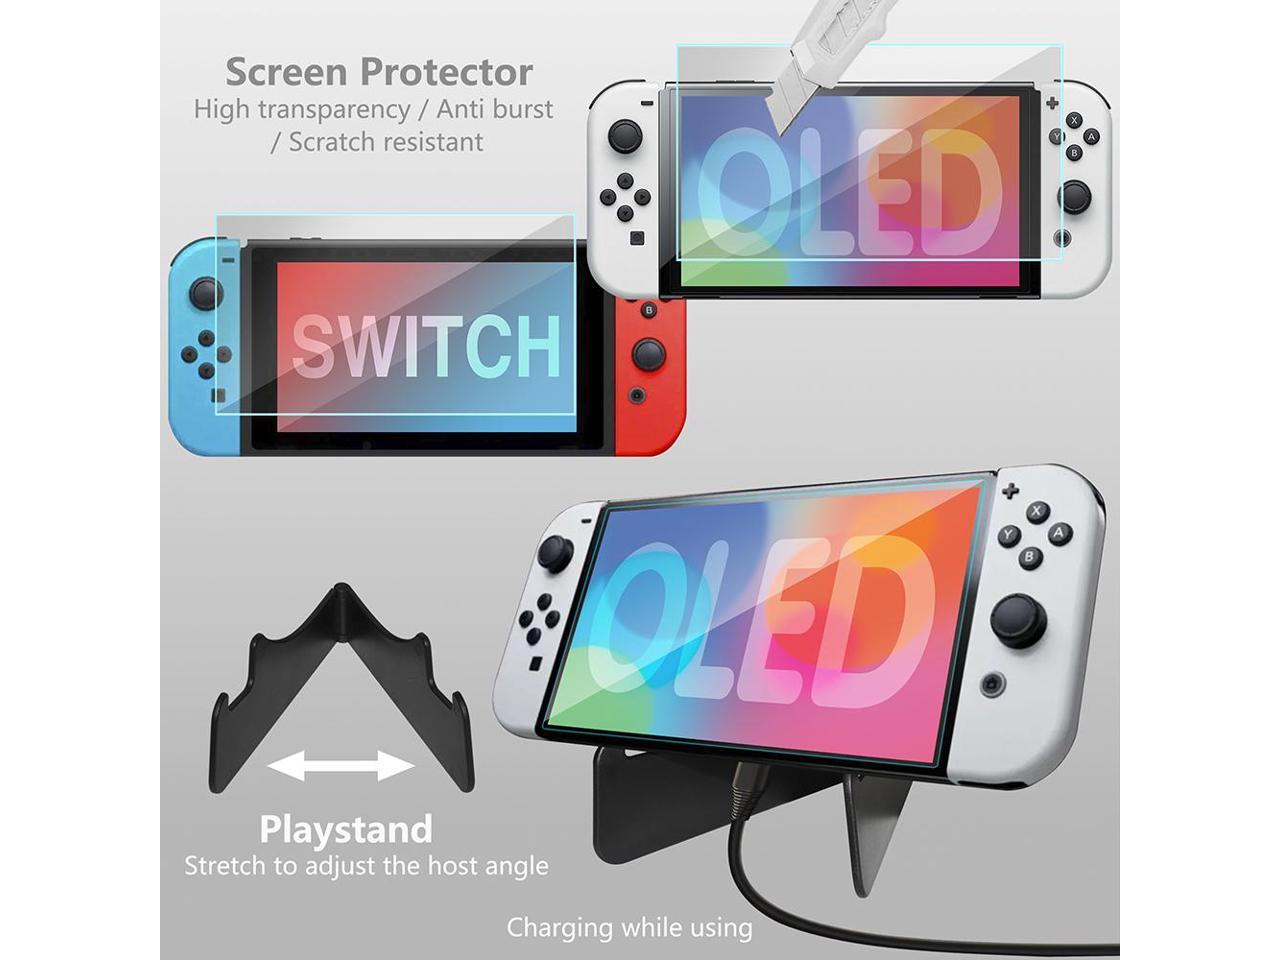 Screen Protector
High transparency / Anti burst
/ Scratch resistant
OLED
X
Y
A
B
SWITCH
B
OLED
X
Y
A
B
Playstand
Stretch to adjust the host angle
Charging while using